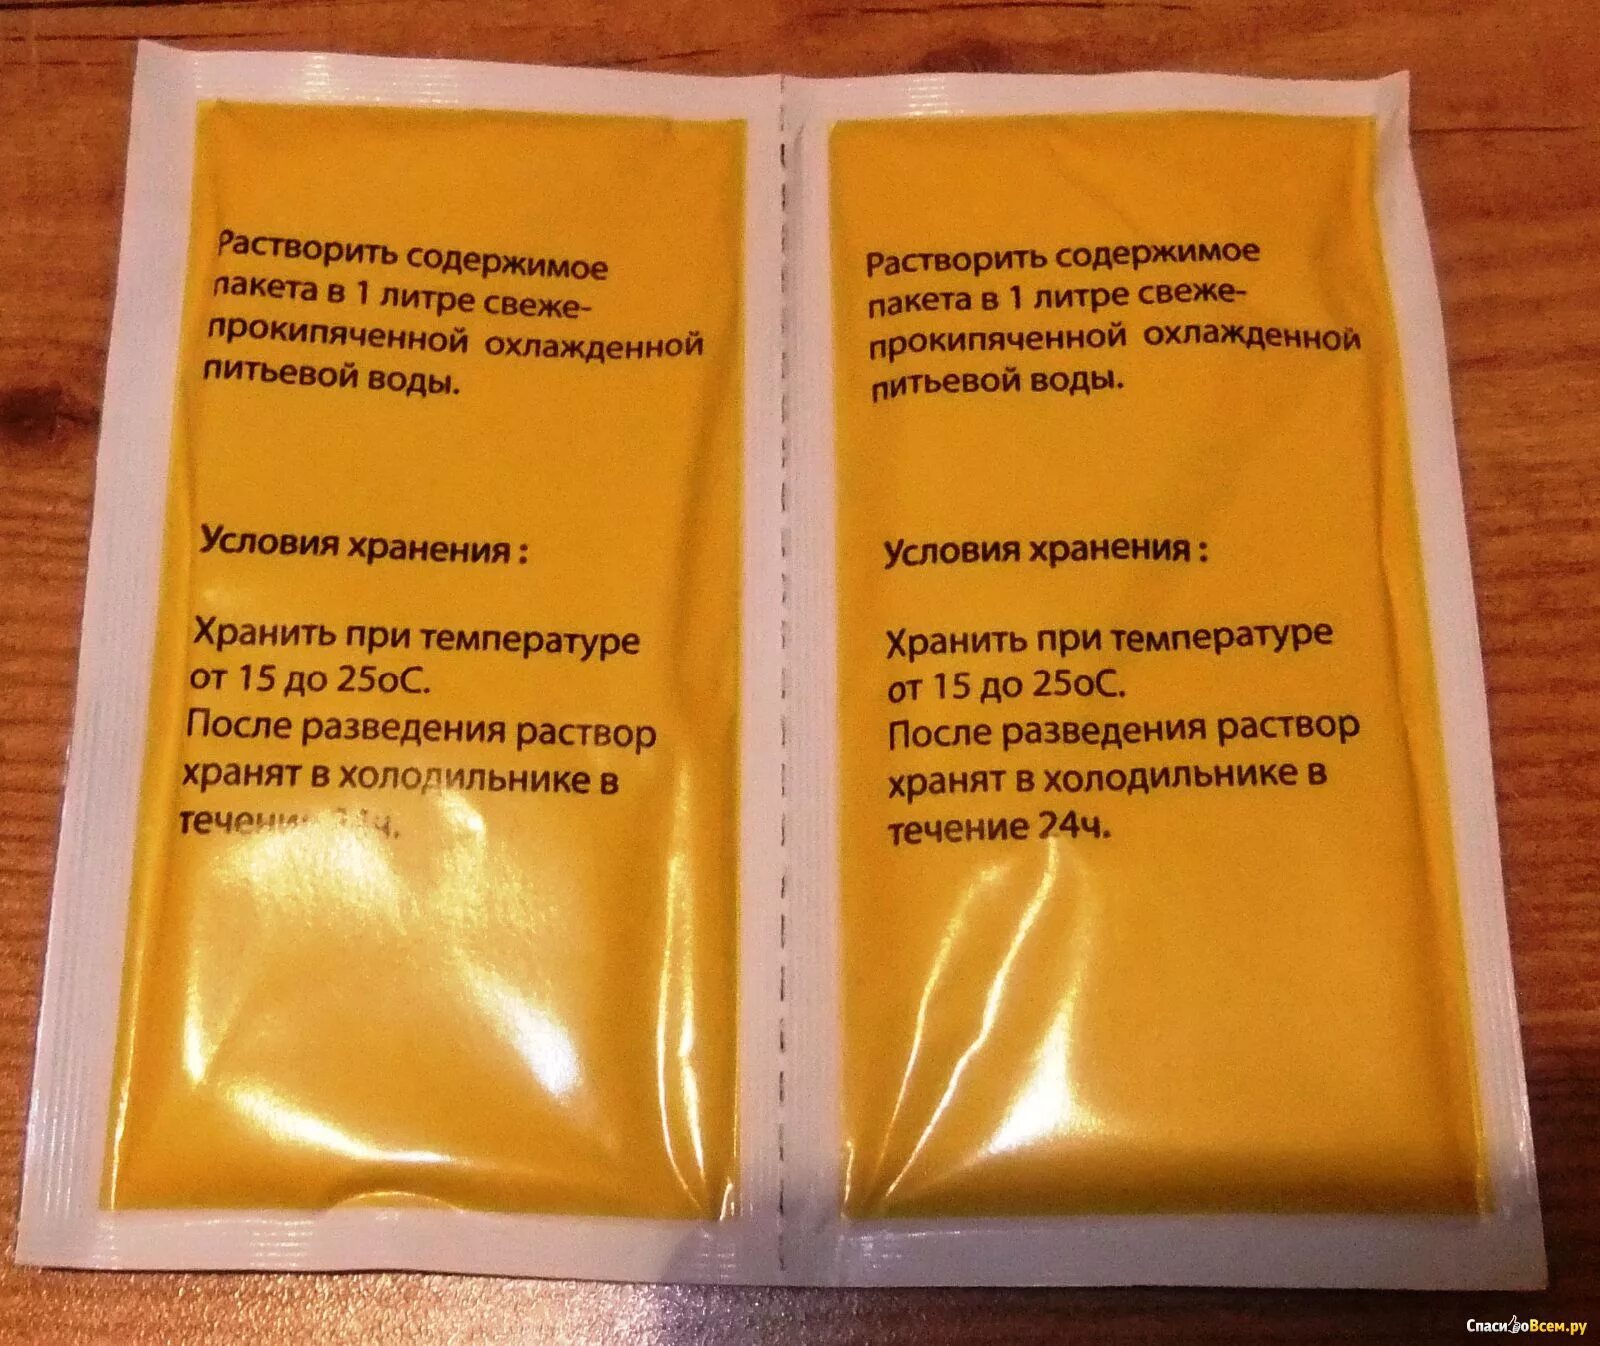 Растворить содержимое
пакета в 1 литре свеже-
прокипяченной охлажденной
питьевой воды.
Условия хранения :
Хранить при температуре
от 15 до 25оС.
После разведения раствор
хранят в холодильнике в
течение 24ч.
Растворить содержимое
пакета в 1 литре свеже-
прокипяченной охлажденной
питьевой воды.
Условия хранения :
Хранить при температуре
от 15 до 25оС.
После разведения раствор
хранят в холодильнике в
течение 24ч.
СпасибоВсем.ру